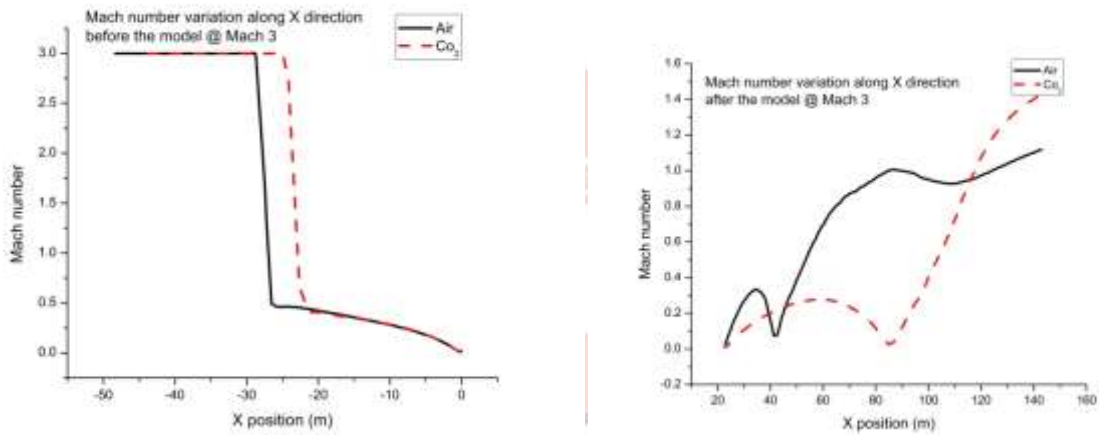 Mach number variation along X direction
before the model @ Mach 3
Air
Co2
3.0
2.5
2.0
1.5
1.0
0.5
0.0
Mach number
-50
-40
-30
-20
-10
0
X position (m)
Mach number variation along X direction
after the model @ Mach 3
Air
Co2
1.6
1.4
1.2
1.0
0.8
0.6
0.4
0.2
0.0
-0.2
Mach number
20
40
60
80
100
120
140
160
X position (m)